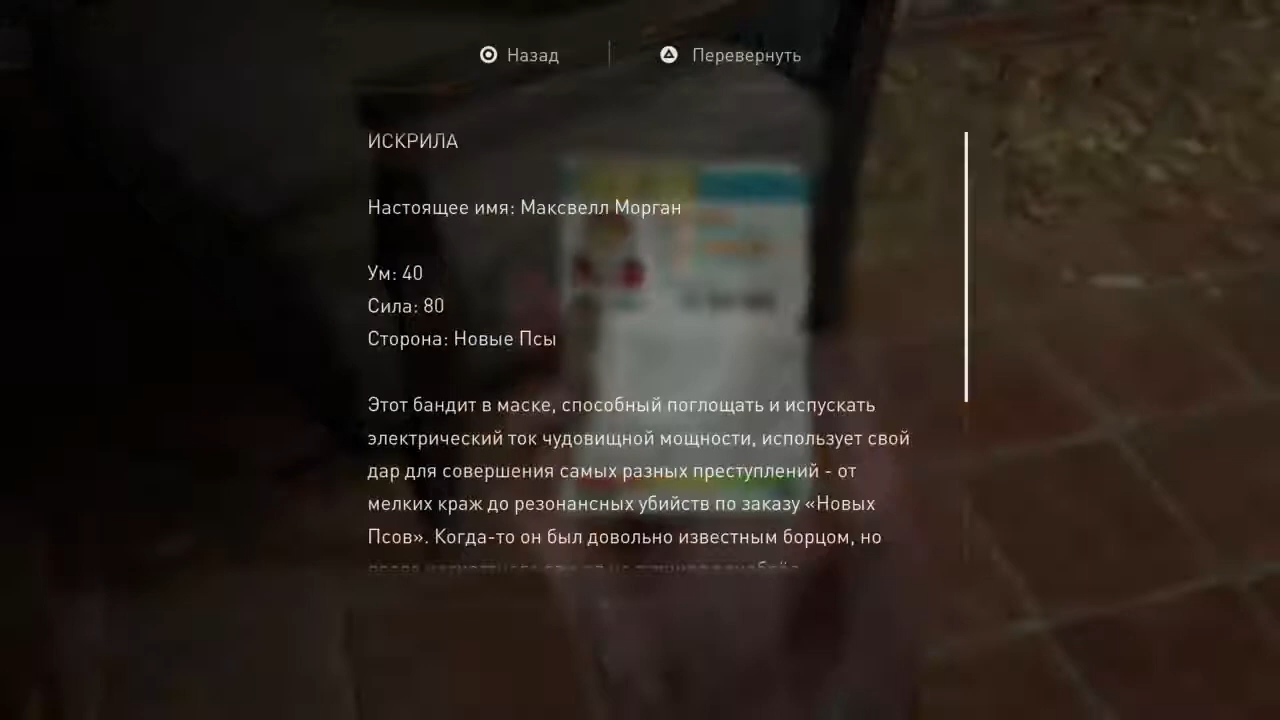 Назад
Перевернуть
ИСКРИЛА
Настоящее имя: Максвелл Морган
Ум: 40
Сила: 80
Сторона: Новые Псы
Этот бандит в маске, способный поглощать и испускать
электрический ток чудовищной мощности, использует свой
дар для совершения самых разных преступлений - от
мелких краж до резонансных убийств по заказу «Новых
Псов». Когда-то он был довольно известным борцом, но